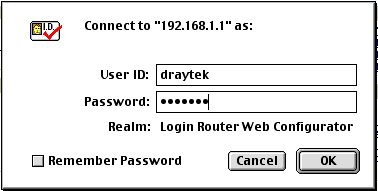 I.D.
Connect to "192.168.1.1" as:
User ID: draytek
Password: •••••••
Realm: Login Router Web Configurator
Remember Password
Cancel
OK